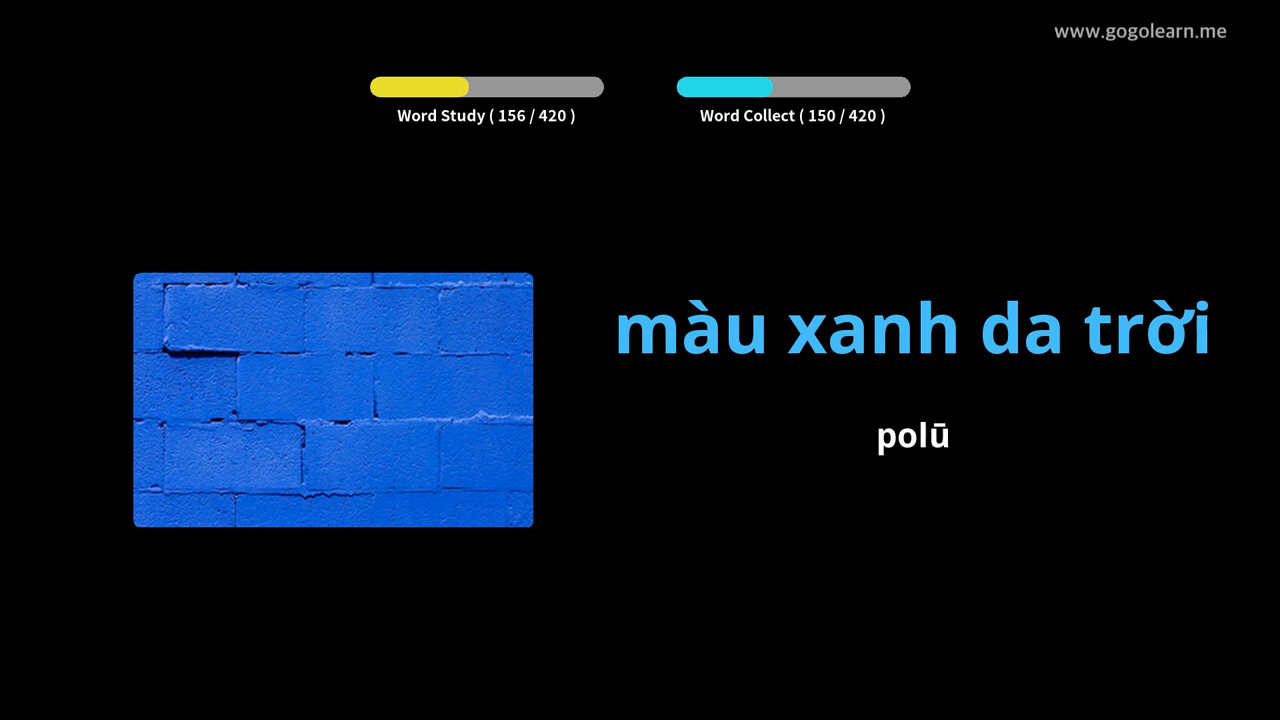 www.gogolearn.me
Word Study ( 156 / 420 )
Word Collect ( 150 / 420 )
màu xanh da trời
polū